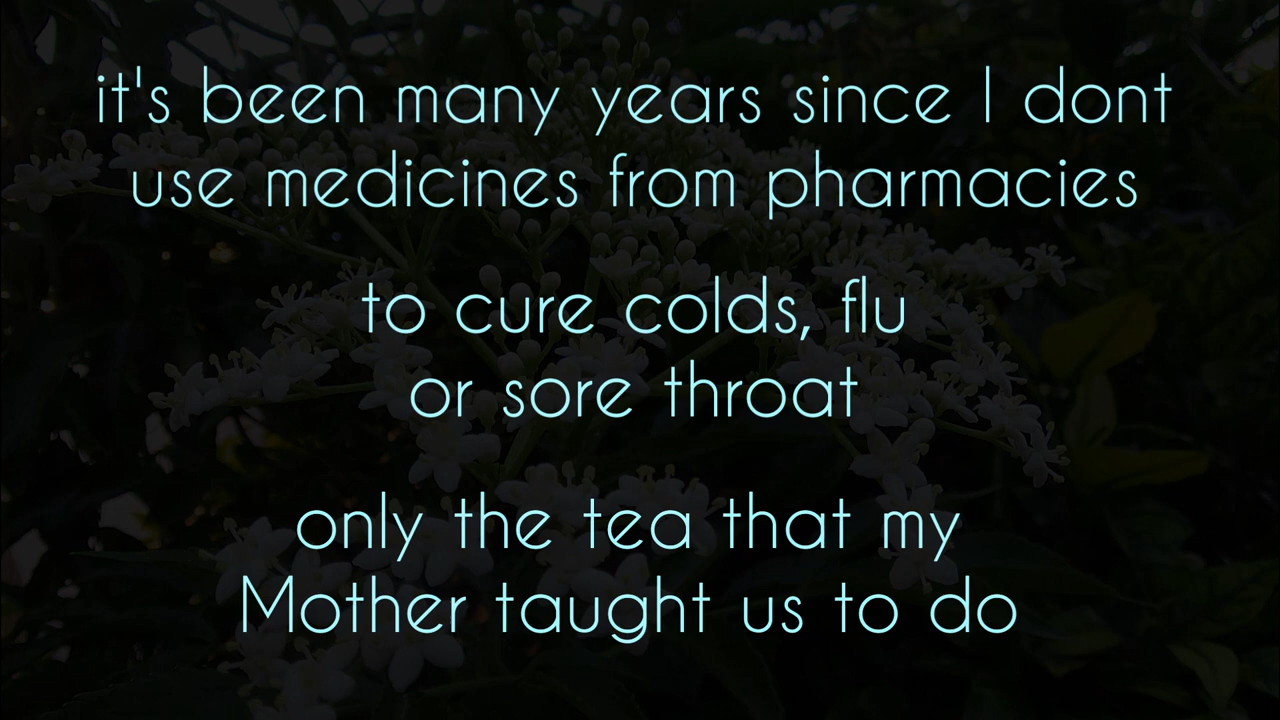 it's been many years since I dont
use medicines from pharmacies
to cure colds, flu
or sore throat
only the tea that my
Mother taught us to do